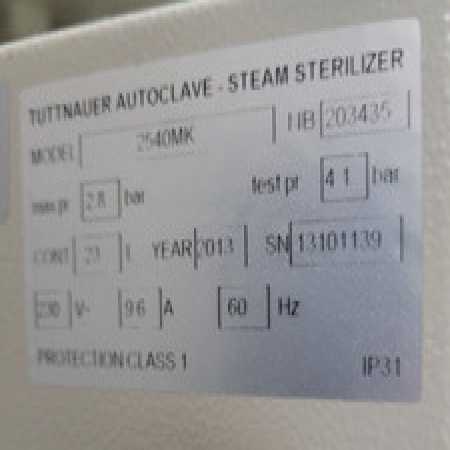 TUTTNAUER AUTOCLAVE - STEAM STERILIZER
MODEL 2540MK HB 203435
max pr 2.8 bar test pr 4.1 bar
CONT 23 L YEAR 2013 SN 13101139
230 V~ 9.6 A 60 Hz
PROTECTION CLASS 1 IP31